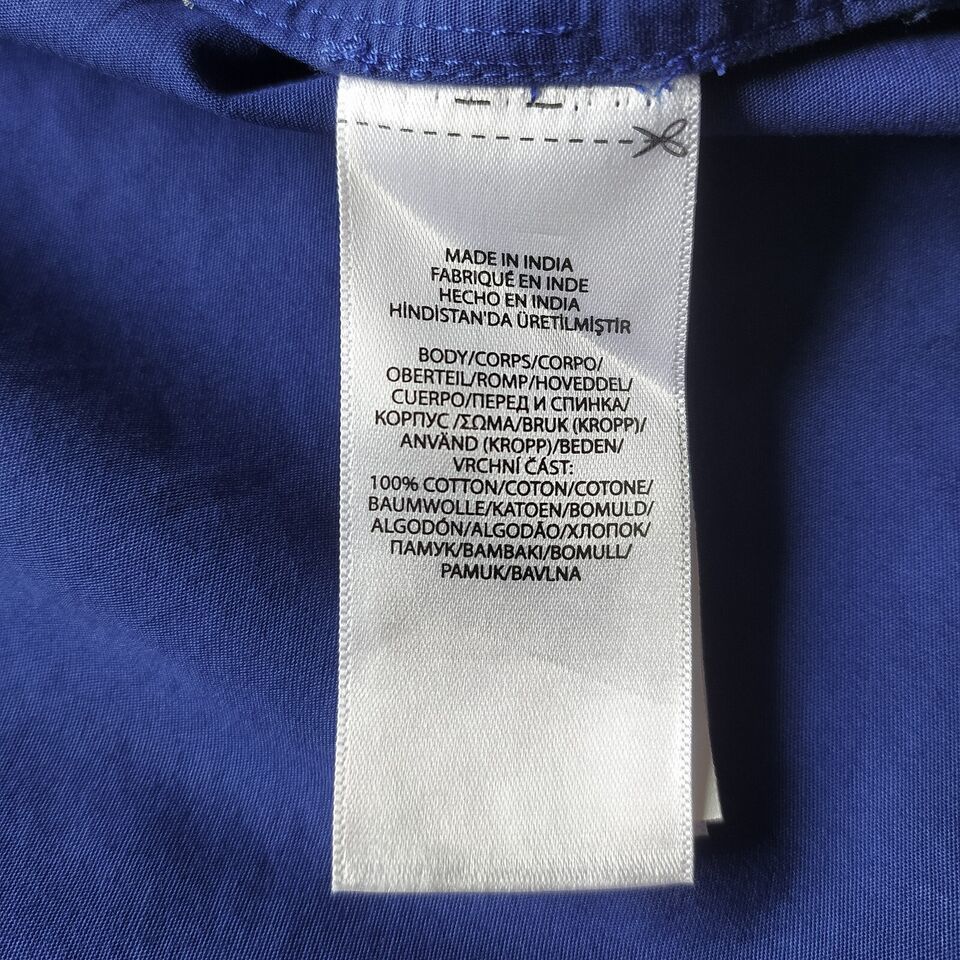 MADE IN INDIA
FABRIQUÉ EN INDE
HECHO EN INDIA
HİNDİSTAN'DA ÜRETİLMİŞTİR
BODY/CORPS/CORPO/
OBERTEIL/ROMP/HOVEDDEL/
CUERPO/ПЕРЕД И СПИНКА/
КОРПУС /ΣΩΜΑ/BRUK (KROPP)/
ANVÄND (KROPP)/BEDEN/
VRCHNÍ ČÁST:
100% COTTON/COTON/COTONE/
BAUMWOLLE/KATOEN/BOMULD/
ALGODÓN/ALGODÃO/ХЛОПОК/
ПАМУК/ΒΑΜΒΑΚΙ/BOMULL/
PAMUK/BAVLNA